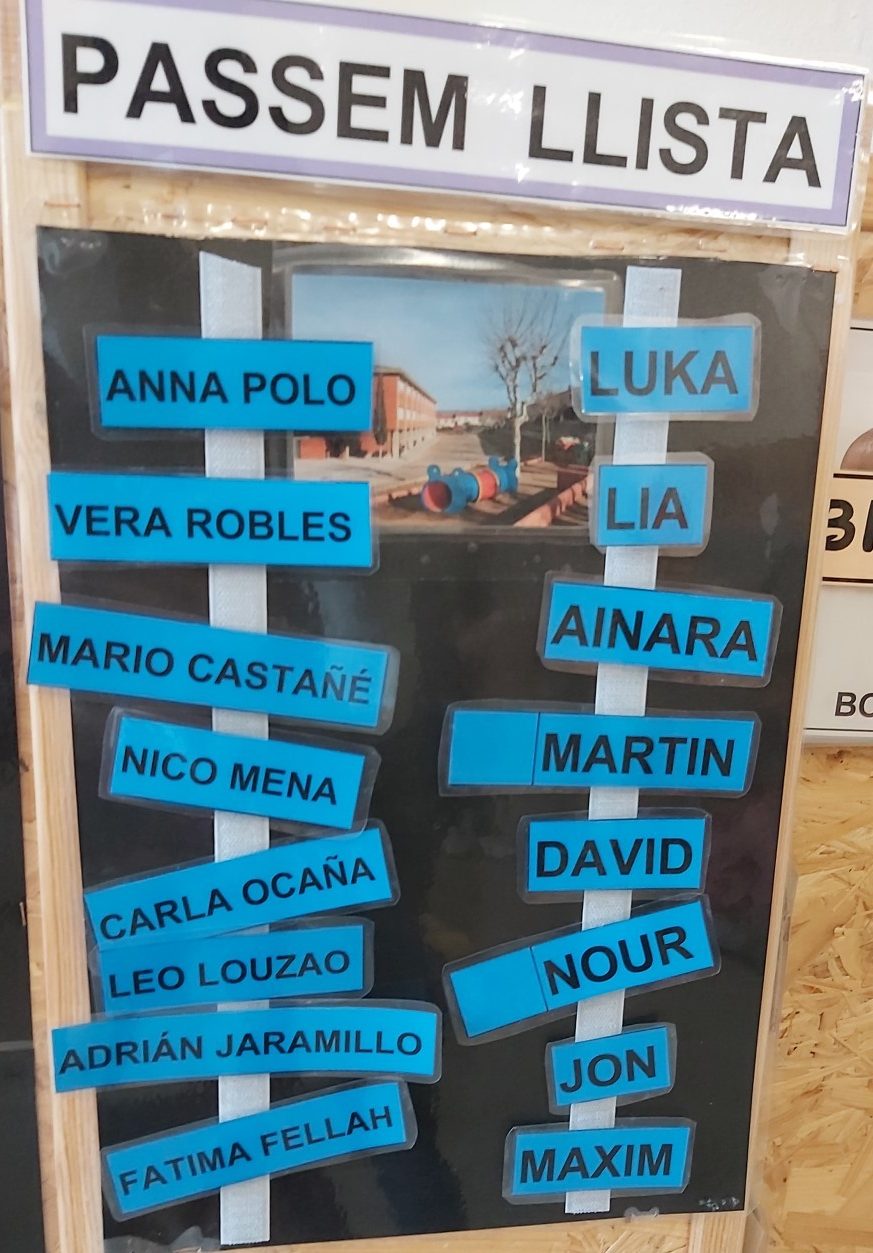 PASSEM LLISTA
ANNA POLO
VERA ROBLES
MARIO CASTAÑÉ
NICO MENA
CARLA OCAÑA
LEO LOUZAO
ADRIÁN JARAMILLO
FATIMA FELLAH
LUKA
LIA
AINARA
MARTIN
DAVID
NOUR
JON
MAXIM
BO